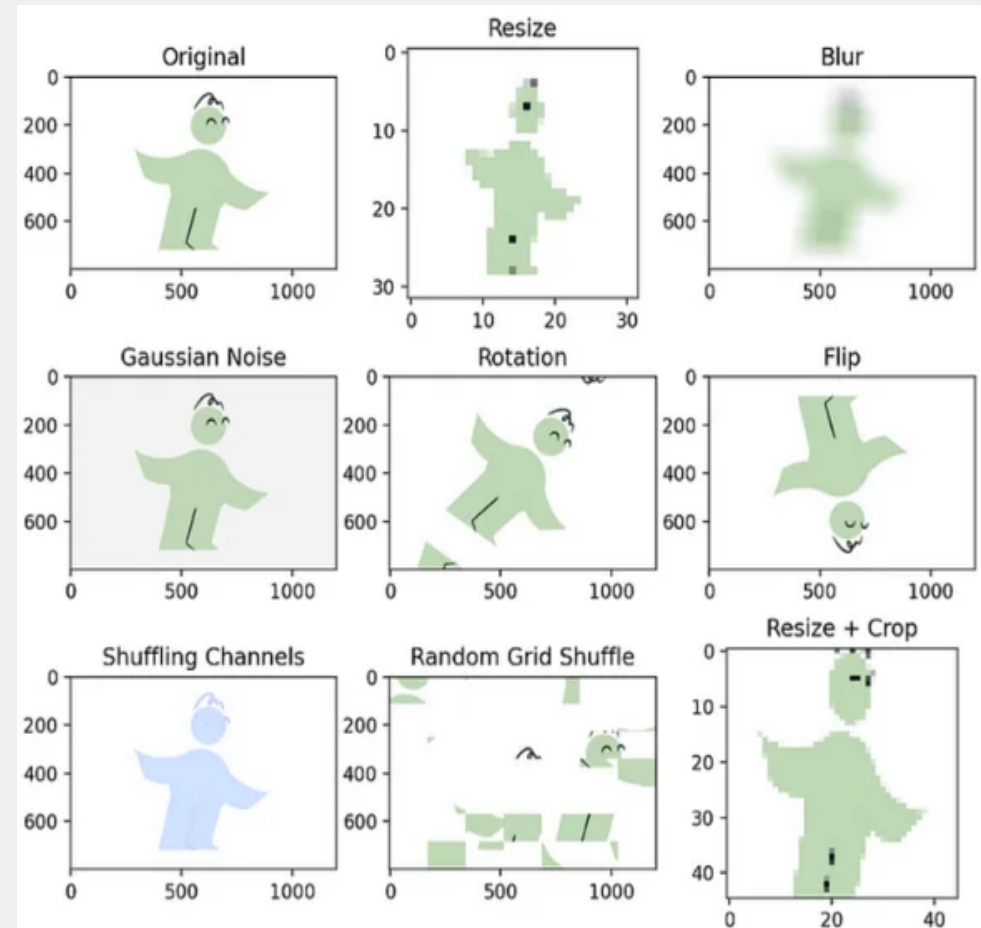 Original
Resize
Blur
0
200
400
600
0 500 1000
0
10
20
30
0 10 20 30
0
200
400
600
0 500 1000
Gaussian Noise
Rotation
Flip
0
200
400
600
0 500 1000
0
200
400
600
0 500 1000
0
200
400
600
0 500 1000
Shuffling Channels
Random Grid Shuffle
Resize + Crop
0
200
400
600
0 500 1000
0
200
400
600
0 500 1000
0
10
20
30
40
0 20 40